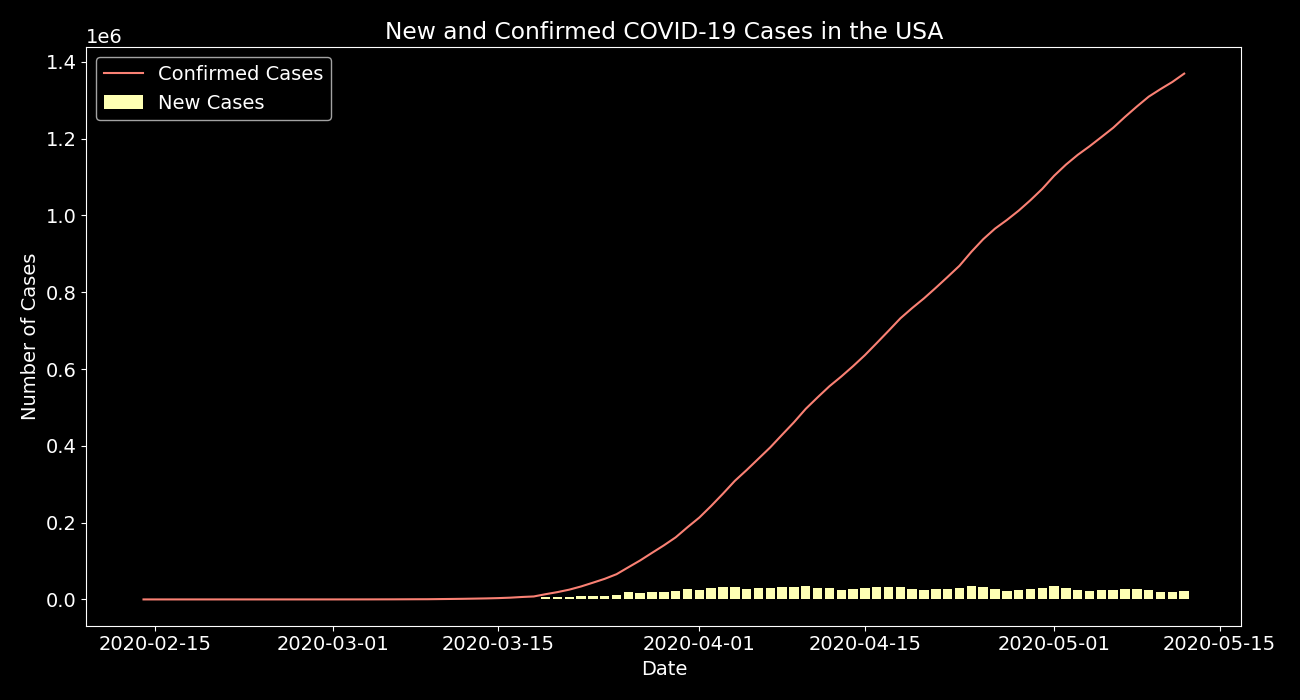 New and Confirmed COVID-19 Cases in the USA
1e6
Confirmed Cases
New Cases
1.4
1.2
1.0
0.8
0.6
0.4
0.2
0.0
Number of Cases
2020-02-15 2020-03-01 2020-03-15 2020-04-01 2020-04-15 2020-05-01 2020-05-15
Date